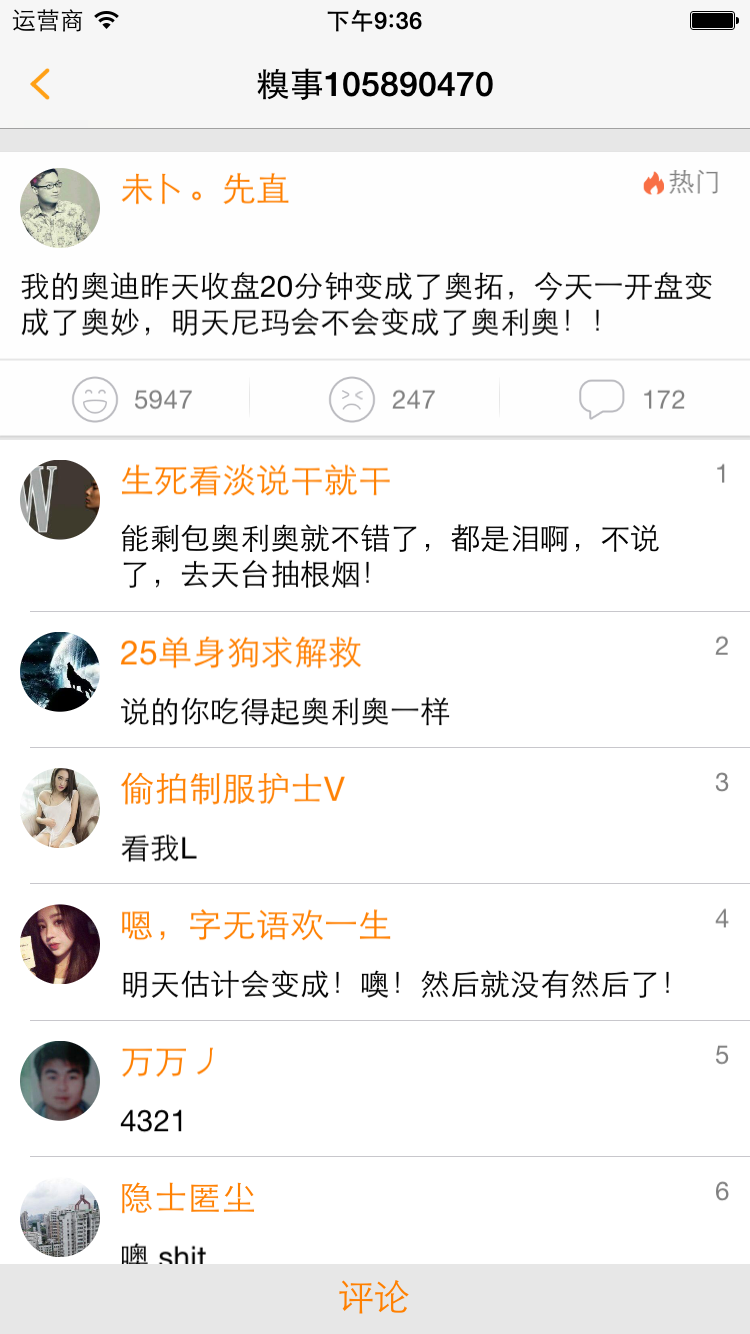 运营商 下午9:36
糗事105890470
未卜。先直
热门
我的奥迪昨天收盘20分钟变成了奥拓，今天一开盘变
成了奥妙，明天尼玛会不会变成了奥利奥！！
5947 247 172
生死看淡说干就干 1
能剩包奥利奥就不错了，都是泪啊，不说
了，去天台抽根烟！
25单身狗求解救 2
说的你吃得起奥利奥一样
偷拍制服护士V 3
看我L
嗯，字无语欢一生 4
明天估计会变成！噢！然后就没有然后了！
万万丿 5
4321
隐士匿尘 6
噢 shit
评论